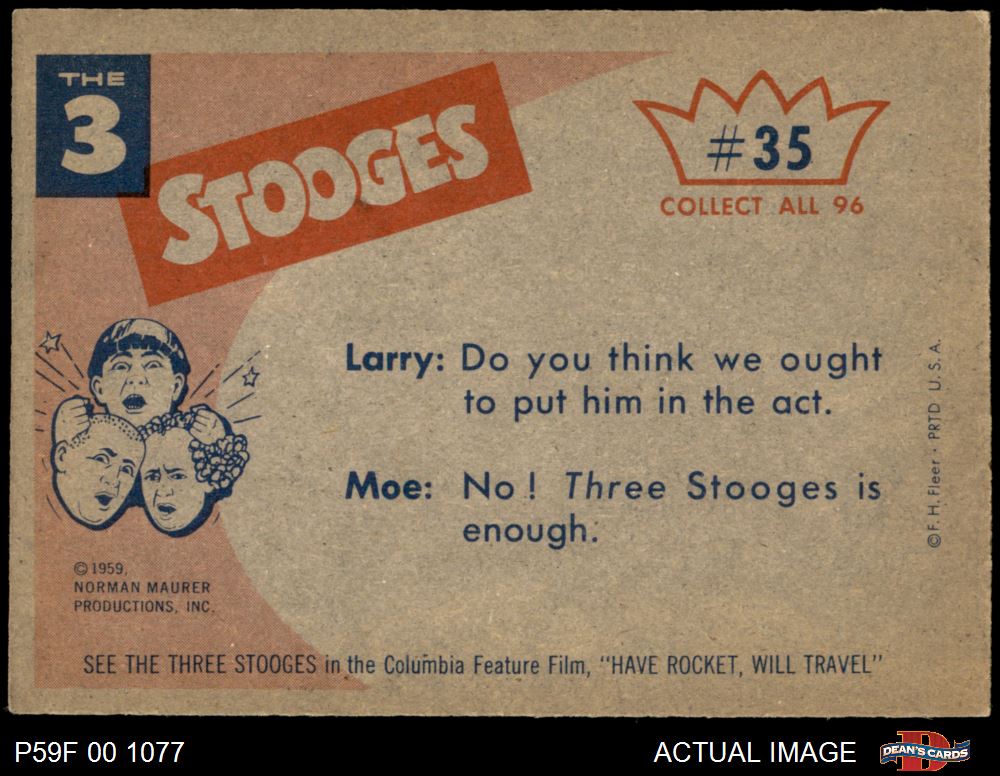 THE
3
STOOGES
#35
COLLECT ALL 96
Larry: Do you think we ought
to put him in the act.
Moe: No! Three Stooges is
enough.
© F. H. Fleer • PRTD U. S. A.
© 1959,
NORMAN MAURER
PRODUCTIONS, INC.
SEE THE THREE STOOGES in the Columbia Feature Film, "HAVE ROCKET, WILL TRAVEL"
P59F 00 1077
ACTUAL IMAGE
D
DEAN'S CARDS